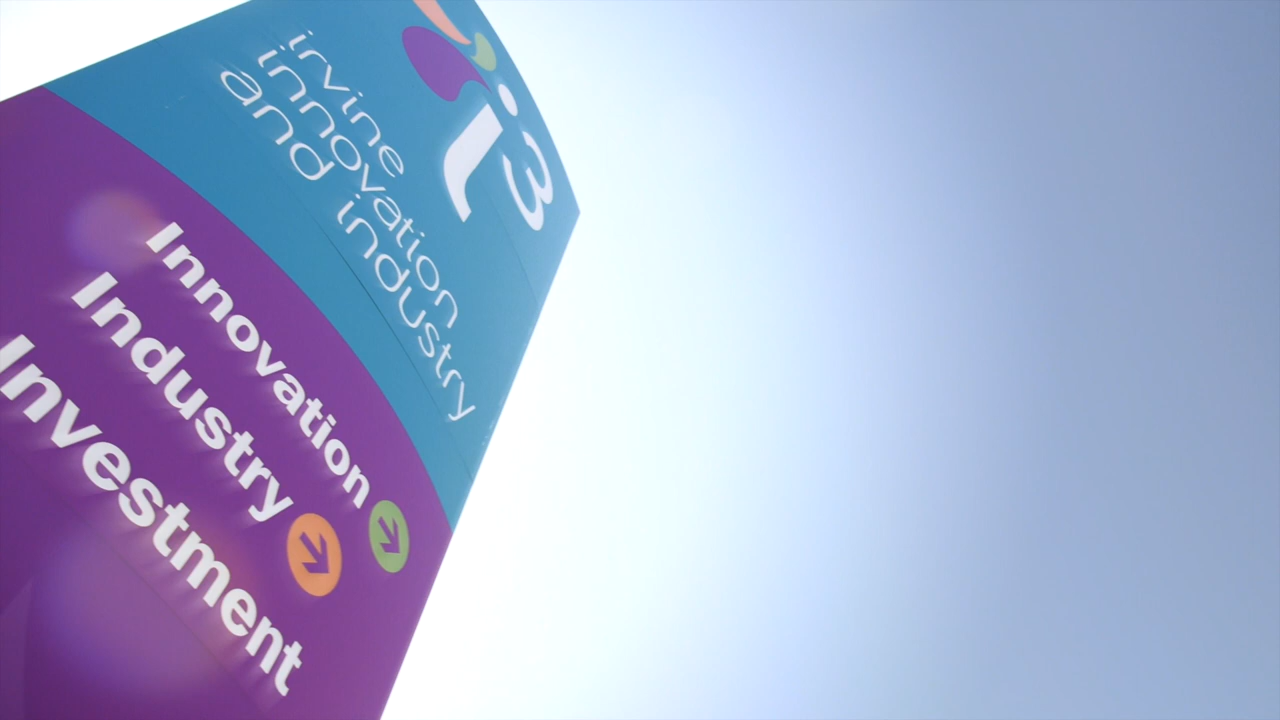 i3
irvine
innovation
and industry
Innovation
Industry
Investment